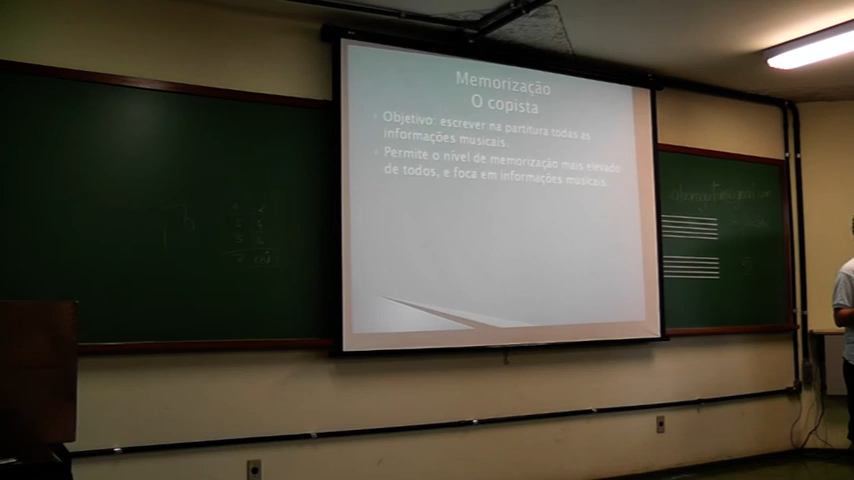 Memorização
O copista
Objetivo: escrever na partitura todas as
informações musicais.
Permite o nível de memorização mais elevado
de todos, e foca em informações musicais.